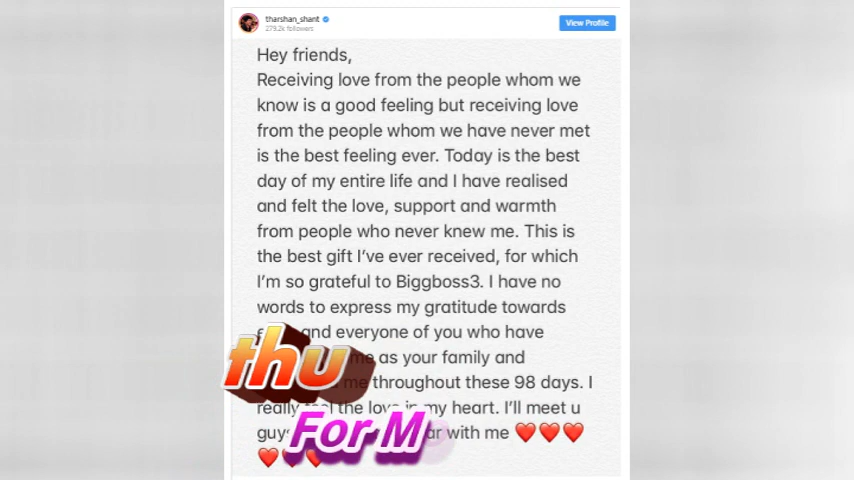 tharshan_shant
279.2k followers
View Profile
Hey friends,
Receiving love from the people whom we
know is a good feeling but receiving love
from the people whom we have never met
is the best feeling ever. Today is the best
day of my entire life and I have realised
and felt the love, support and warmth
from people who never knew me. This is
the best gift I've ever received, for which
I'm so grateful to Biggboss3. I have no
words to express my gratitude towards
and everyone of you who have
me as your family and
me throughout these 98 days. I
really feel the love in my heart. I'll meet u
guys with me ❤️❤️❤️
❤️❤️❤️
thu
For M